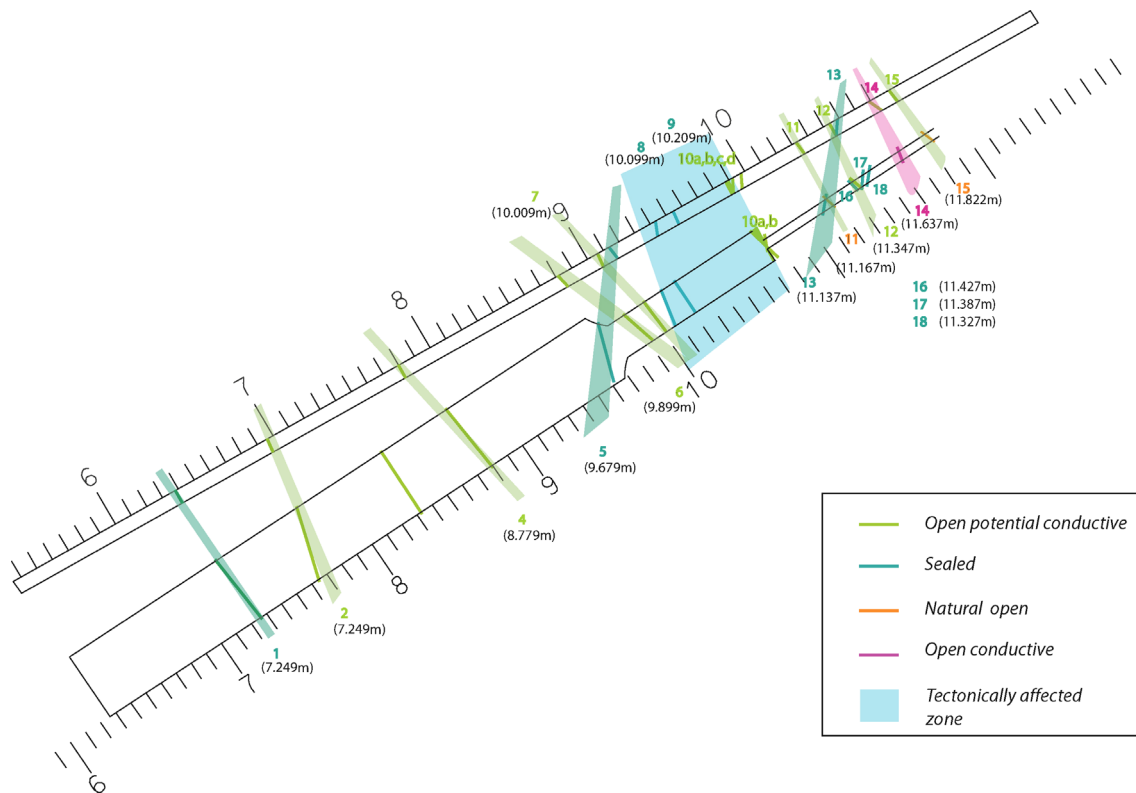 13
14
15
12
11
9
(10.209m)
10
8
(10.099m)
10a,b,c,d
7
(10.009m)
9
17
16
18
15
(11.822m)
14
(11.637m)
10a,b
11
12
(11.347m)
(11.167m)
13
(11.137m)
16 (11.427m)
17 (11.387m)
18 (11.327m)
8
7
6
6
(9.899m)
10
5
(9.679m)
9
4
(8.779m)
8
2
(7.249m)
1
(7.249m)
7
6
Open potential conductive
Sealed
Natural open
Open conductive
Tectonically affected
zone